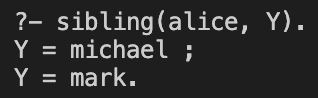 ?- sibling(alice, Y).
Y = michael ;
Y = mark.